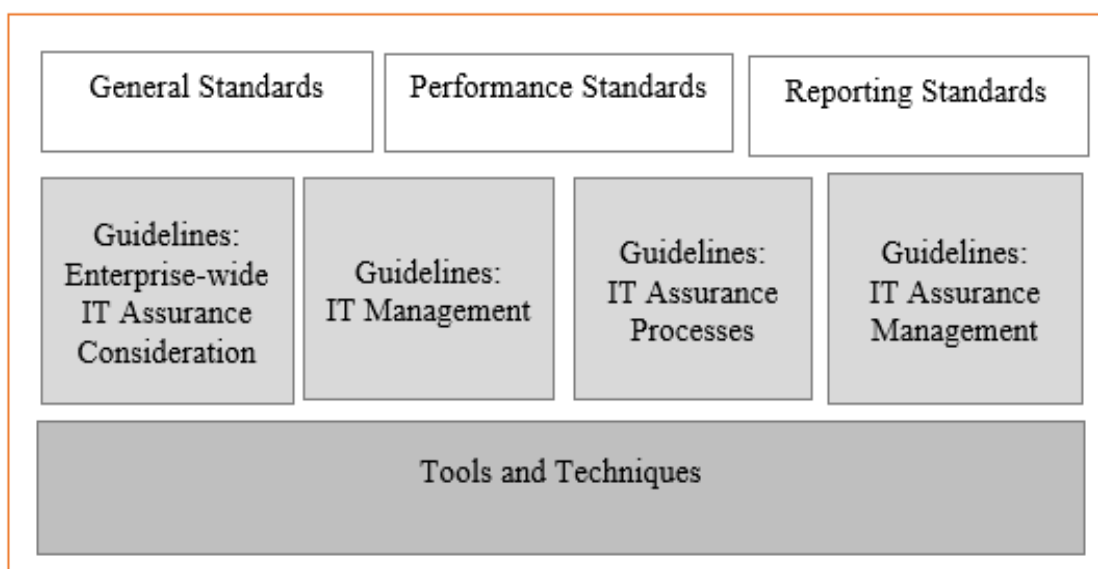 General Standards
Performance Standards
Reporting Standards
Guidelines:
Enterprise-wide
IT Assurance
Consideration
Guidelines:
IT Management
Guidelines:
IT Assurance
Processes
Guidelines:
IT Assurance
Management
Tools and Techniques